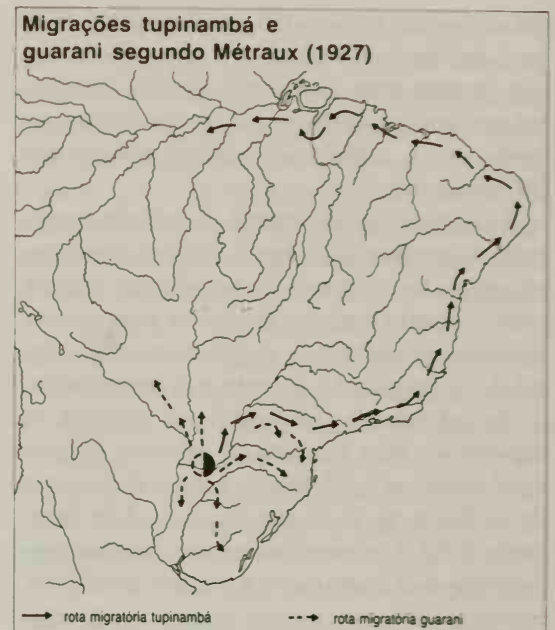 Migrações tupinambá e
guarani segundo Métraux (1927)
rota migratória tupinambá
rota migratória guarani